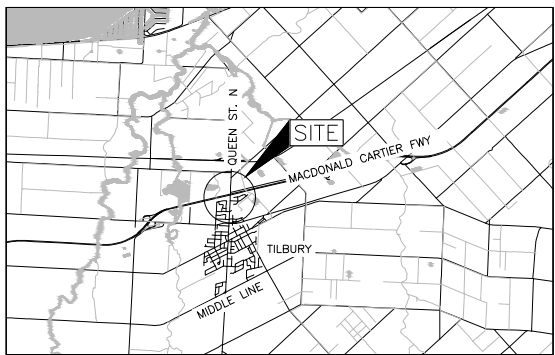 QUEEN ST. N
SITE
MACDONALD CARTIER FWY
TILBURY
MIDDLE LINE